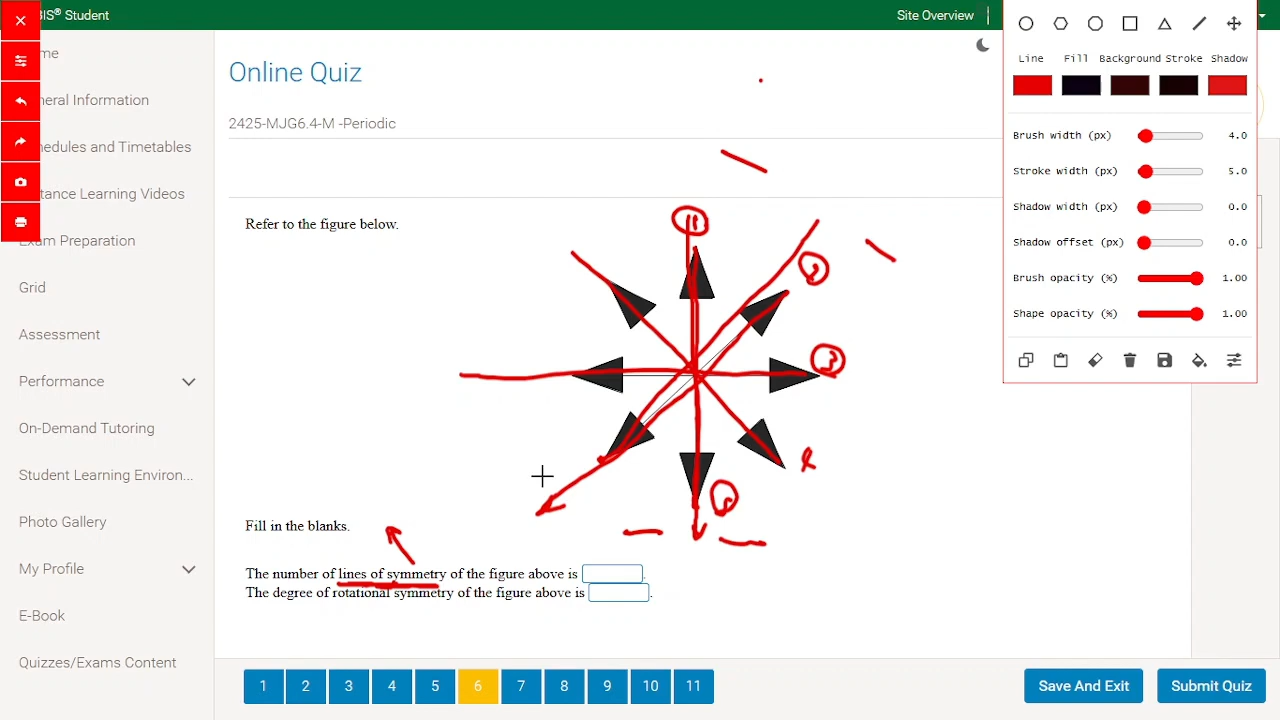 BIS® Student
Site Overview
me
neral Information
hedules and Timetables
tance Learning Videos
Exam Preparation
Grid
Assessment
Performance
On-Demand Tutoring
Student Learning Environ...
Photo Gallery
My Profile
E-Book
Quizzes/Exams Content
Online Quiz
2425-MJG6.4-M -Periodic
Refer to the figure below.
Fill in the blanks.
The number of lines of symmetry of the figure above is .
The degree of rotational symmetry of the figure above is .
1 2 3 4 5 6 7 8 9 10 11
Save And Exit
Submit Quiz
Line Fill Background Stroke Shadow
Brush width (px) 4.0
Stroke width (px) 5.0
Shadow width (px) 0.0
Shadow offset (px) 0.0
Brush opacity (%) 1.00
Shape opacity (%) 1.00